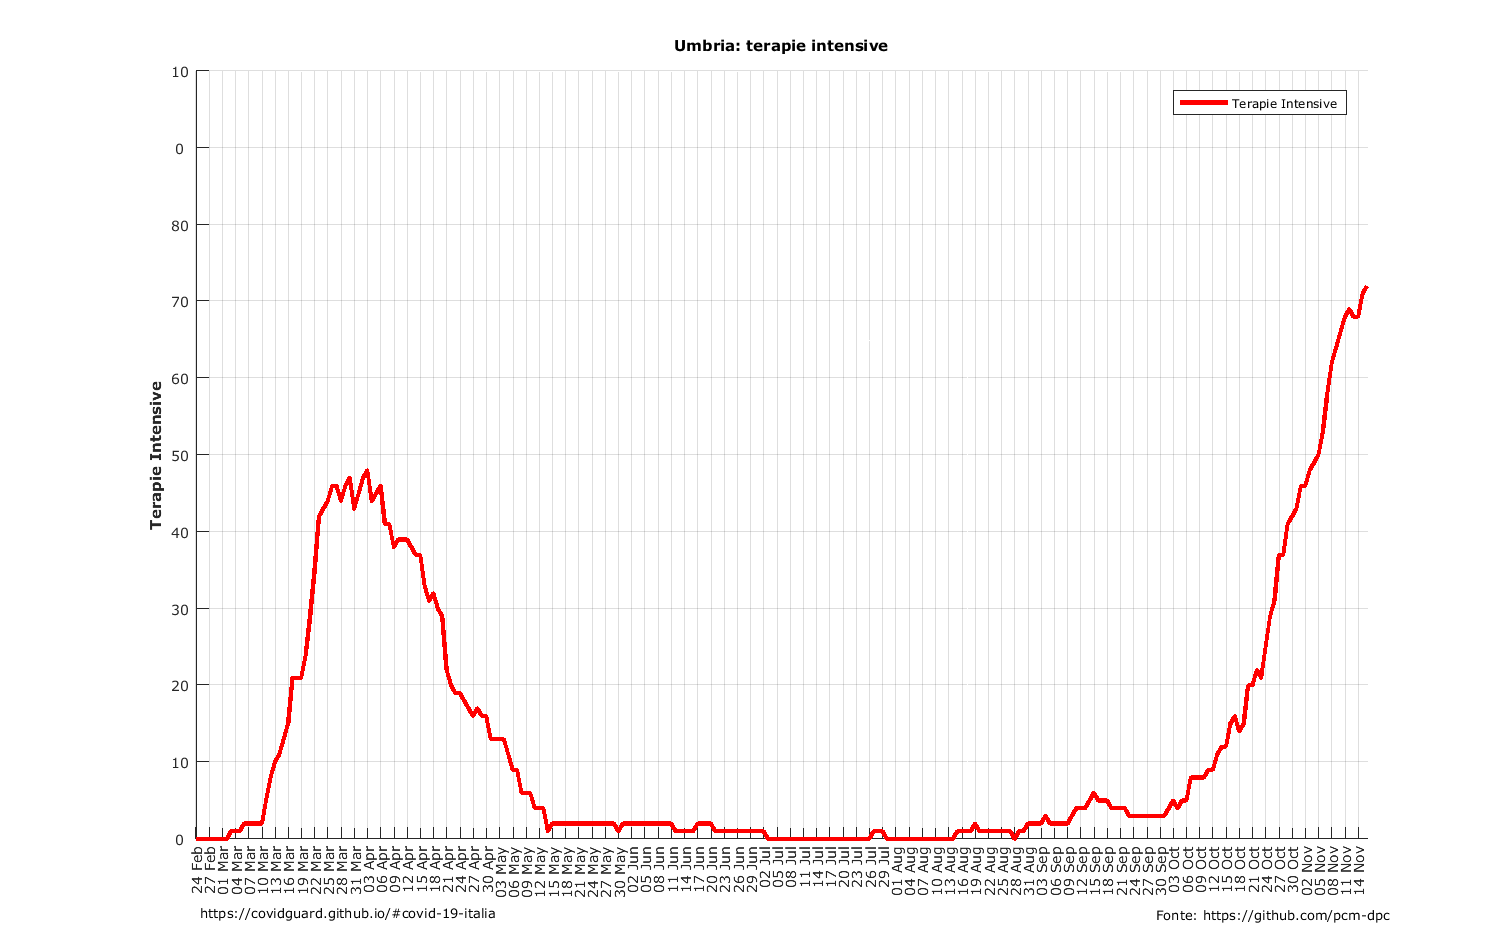 Umbria: terapie intensive
Terapie Intensive
Terapie Intensive
10
0
80
70
60
50
40
30
20
10
0
24 Feb
27 Feb
01 Mar
04 Mar
07 Mar
10 Mar
13 Mar
16 Mar
19 Mar
22 Mar
25 Mar
28 Mar
31 Mar
03 Apr
06 Apr
09 Apr
12 Apr
15 Apr
18 Apr
21 Apr
24 Apr
27 Apr
30 Apr
03 May
06 May
09 May
12 May
15 May
18 May
21 May
24 May
27 May
30 May
02 Jun
05 Jun
08 Jun
11 Jun
14 Jun
17 Jun
20 Jun
23 Jun
26 Jun
29 Jun
02 Jul
05 Jul
08 Jul
11 Jul
14 Jul
17 Jul
20 Jul
23 Jul
26 Jul
29 Jul
01 Aug
04 Aug
07 Aug
10 Aug
13 Aug
16 Aug
19 Aug
22 Aug
25 Aug
28 Aug
31 Aug
03 Sep
06 Sep
09 Sep
12 Sep
15 Sep
18 Sep
21 Sep
24 Sep
27 Sep
30 Sep
03 Oct
06 Oct
09 Oct
12 Oct
15 Oct
18 Oct
21 Oct
24 Oct
27 Oct
30 Oct
02 Nov
05 Nov
08 Nov
11 Nov
14 Nov
https://covidguard.github.io/#covid-19-italia
Fonte: https://github.com/pcm-dpc